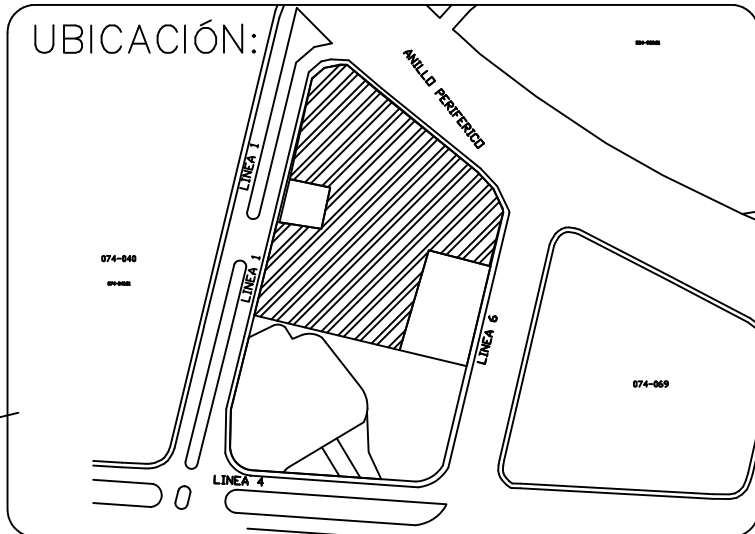 UBICACIÓN:
ANILLO PERIFERICO
LINEA 1
074-040
LINEA 1
LINEA 6
074-069
LINEA 4